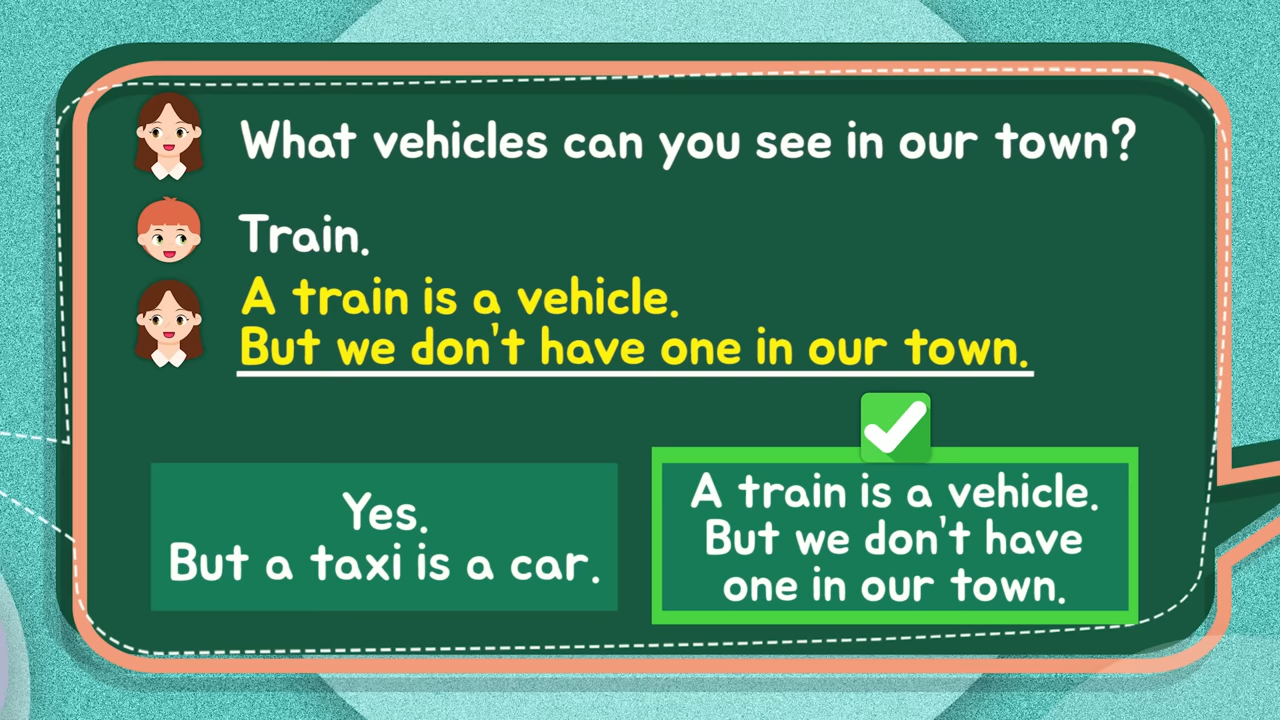 What vehicles can you see in our town?
Train.
A train is a vehicle.
But we don't have one in our town.
Yes.
But a taxi is a car.
A train is a vehicle.
But we don't have
one in our town.